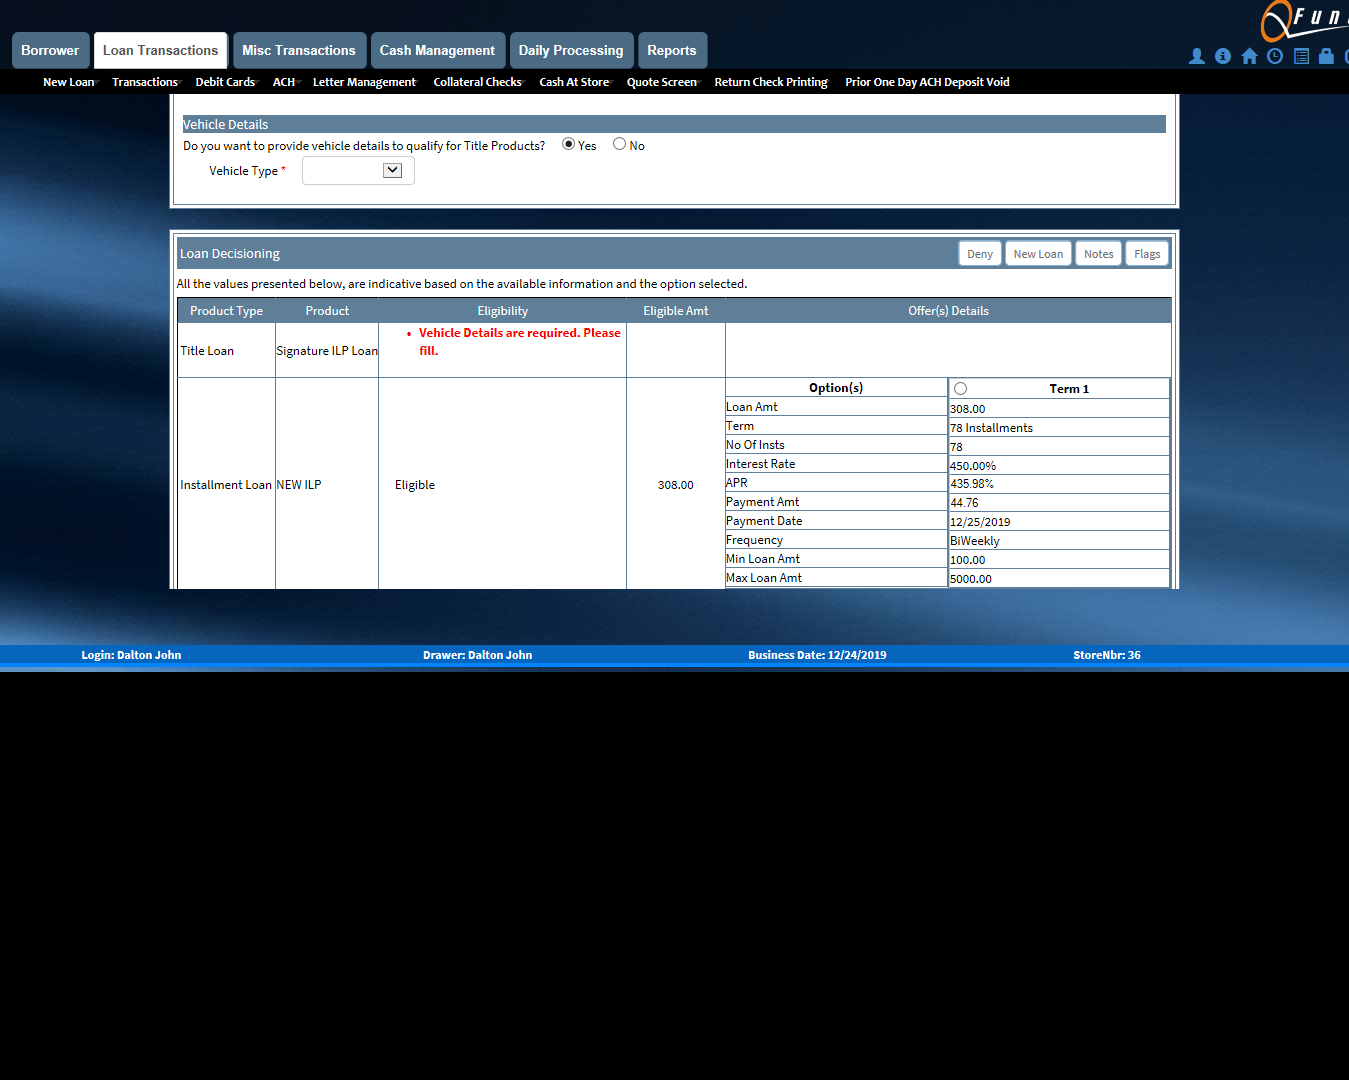 Fun
Borrower Loan Transactions Misc Transactions Cash Management Daily Processing Reports
New Loan Transactions Debit Cards ACH Letter Management Collateral Checks Cash At Store Quote Screen Return Check Printing Prior One Day ACH Deposit Void
Vehicle Details
Do you want to provide vehicle details to qualify for Title Products? Yes No
Vehicle Type *
Loan Decisioning Deny New Loan Notes Flags
All the values presented below, are indicative based on the available information and the option selected.
Product Type Product Eligibility Eligible Amt Offer(s) Details
Title Loan Signature ILP Loan • Vehicle Details are required. Please
fill.
Installment Loan NEW ILP Eligible 308.00
Option(s) Term 1
Loan Amt 308.00
Term 78 Installments
No Of Insts 78
Interest Rate 450.00%
APR 435.98%
Payment Amt 44.76
Payment Date 12/25/2019
Frequency BiWeekly
Min Loan Amt 100.00
Max Loan Amt 5000.00
Login: Dalton John Drawer: Dalton John Business Date: 12/24/2019 StoreNbr: 36